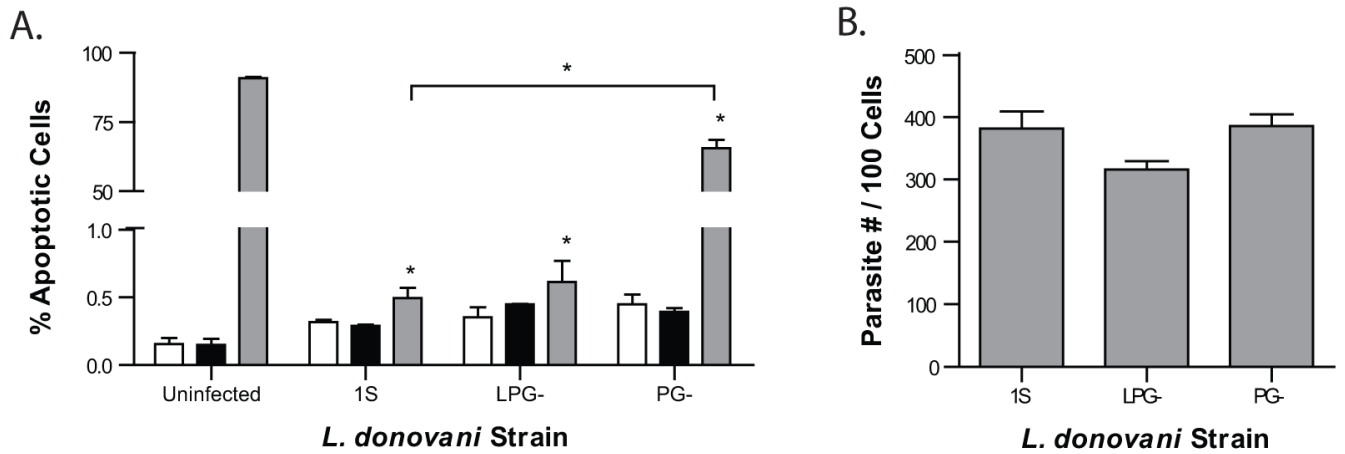 A.
B.
% Apoptotic Cells
100
75
50
1.0
0.5
0.0
*
*
*
*
Uninfected 1S LPG- PG-
L. donovani Strain
Parasite # / 100 Cells
500
400
300
200
100
0
1S LPG- PG-
L. donovani Strain